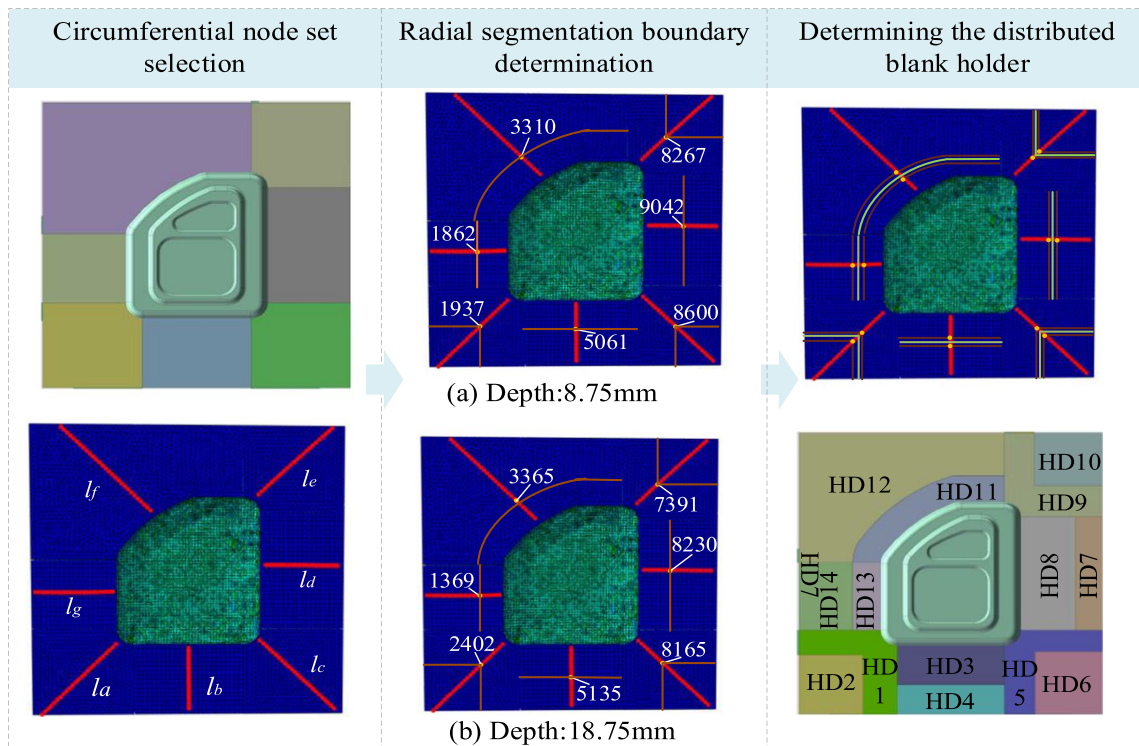 Circumferential node set
selection
Radial segmentation boundary
determination
Determining the distributed
blank holder
3310
8267
9042
1862
1937
8600
5061
(a) Depth:8.75mm
lf
le
ld
lg
la
lb
lc
3365
7391
8230
1369
2402
8165
5135
(b) Depth:18.75mm
HD10
HD12
HD11
HD9
HD7
HD14
HD13
HD8
HD7
HD2
HD
1
HD3
HD4
HD
5
HD6